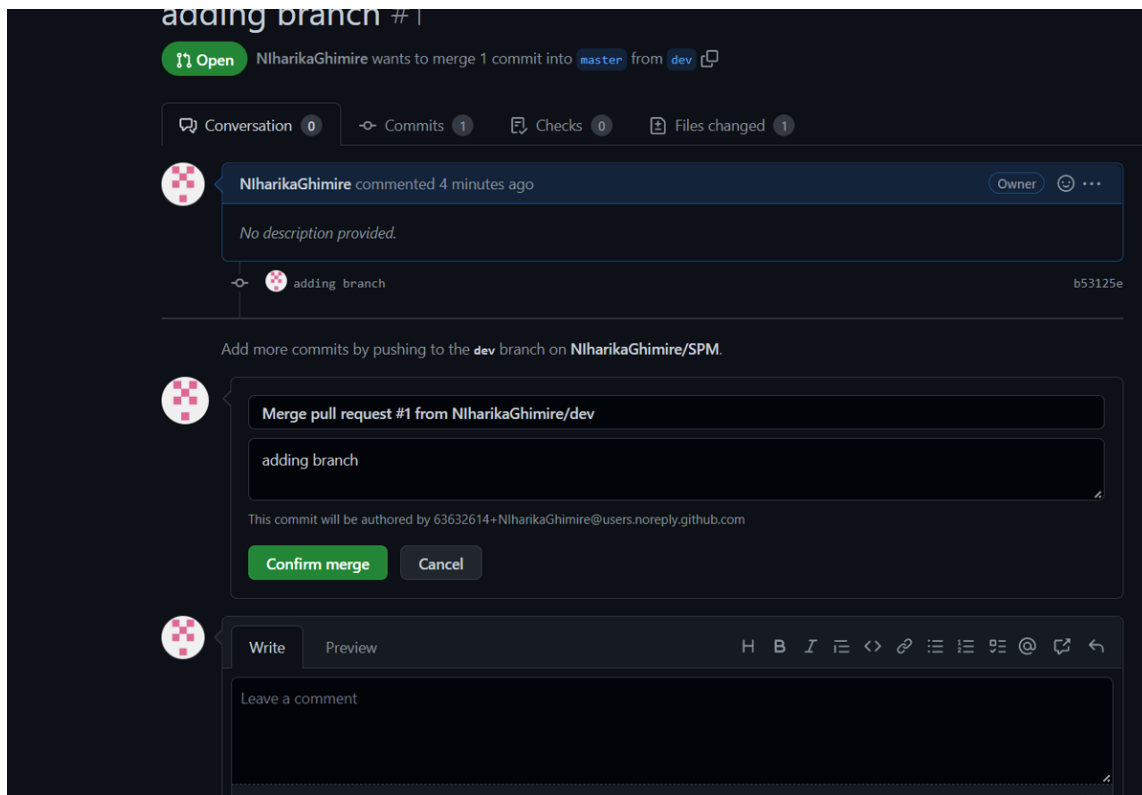 adding branch #1
Open NIharikaGhimire wants to merge 1 commit into master from dev
Conversation 0 Commits 1 Checks 0 Files changed 1
NIharikaGhimire commented 4 minutes ago Owner
No description provided.
adding branch b53125e
Add more commits by pushing to the dev branch on NIharikaGhimire/SPM.
Merge pull request #1 from NIharikaGhimire/dev
adding branch
This commit will be authored by 63632614+NIharikaGhimire@users.noreply.github.com
Confirm merge Cancel
Write Preview
Leave a comment